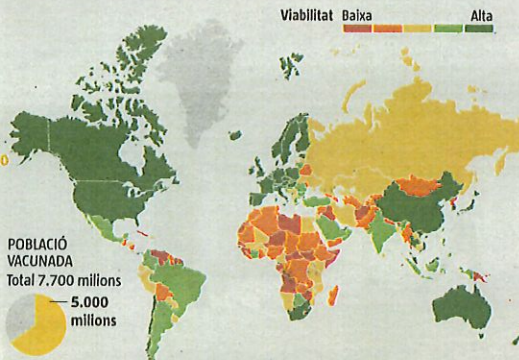 Viabilitat Baixa Alta
POBLACIÓ
VACUNADA
Total 7.700 milions
5.000
milions